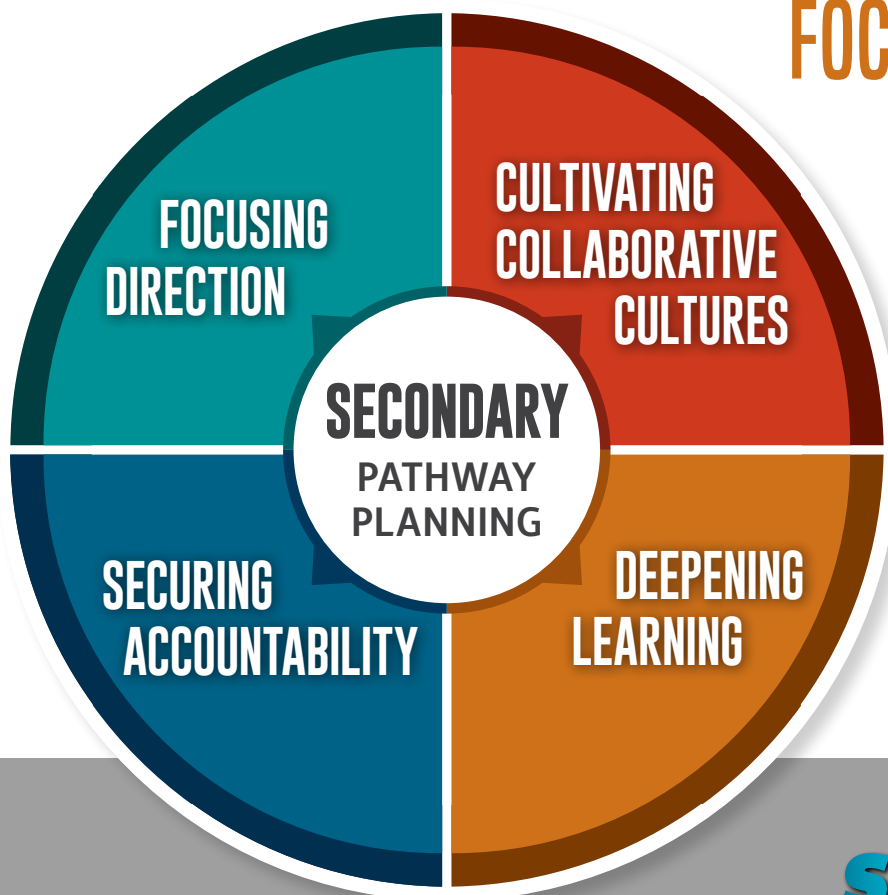 FOC
FOCUSING
DIRECTION
CULTIVATING
COLLABORATIVE
CULTURES
SECONDARY
PATHWAY
PLANNING
SECURING
ACCOUNTABILITY
DEEPENING
LEARNING
S